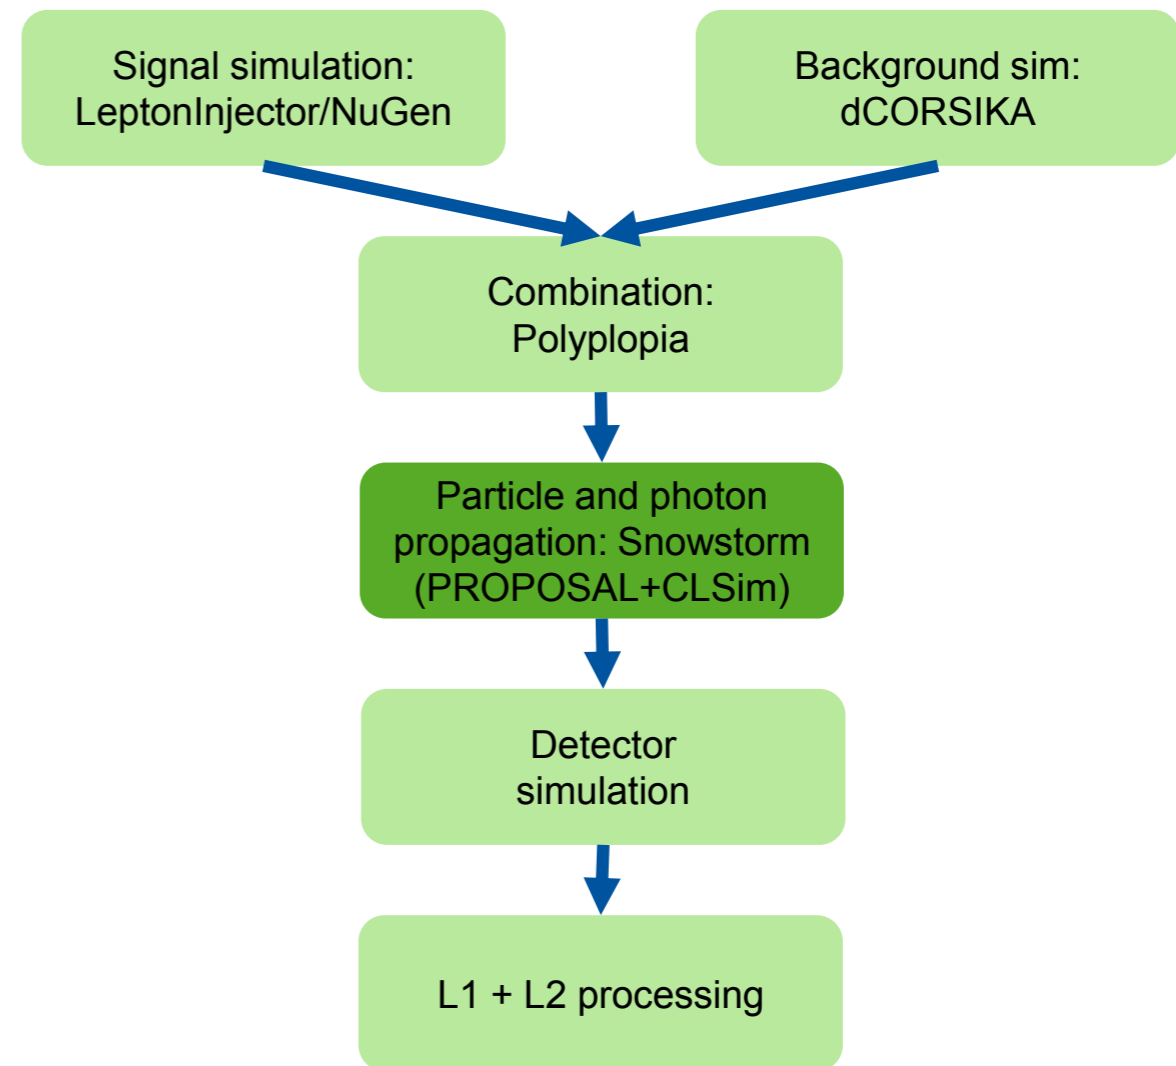 Signal simulation:
LeptonInjector/NuGen
Background sim:
dCORSIKA
Combination:
Polyplopia
Particle and photon
propagation: Snowstorm
(PROPOSAL+CLSim)
Detector
simulation
L1 + L2 processing